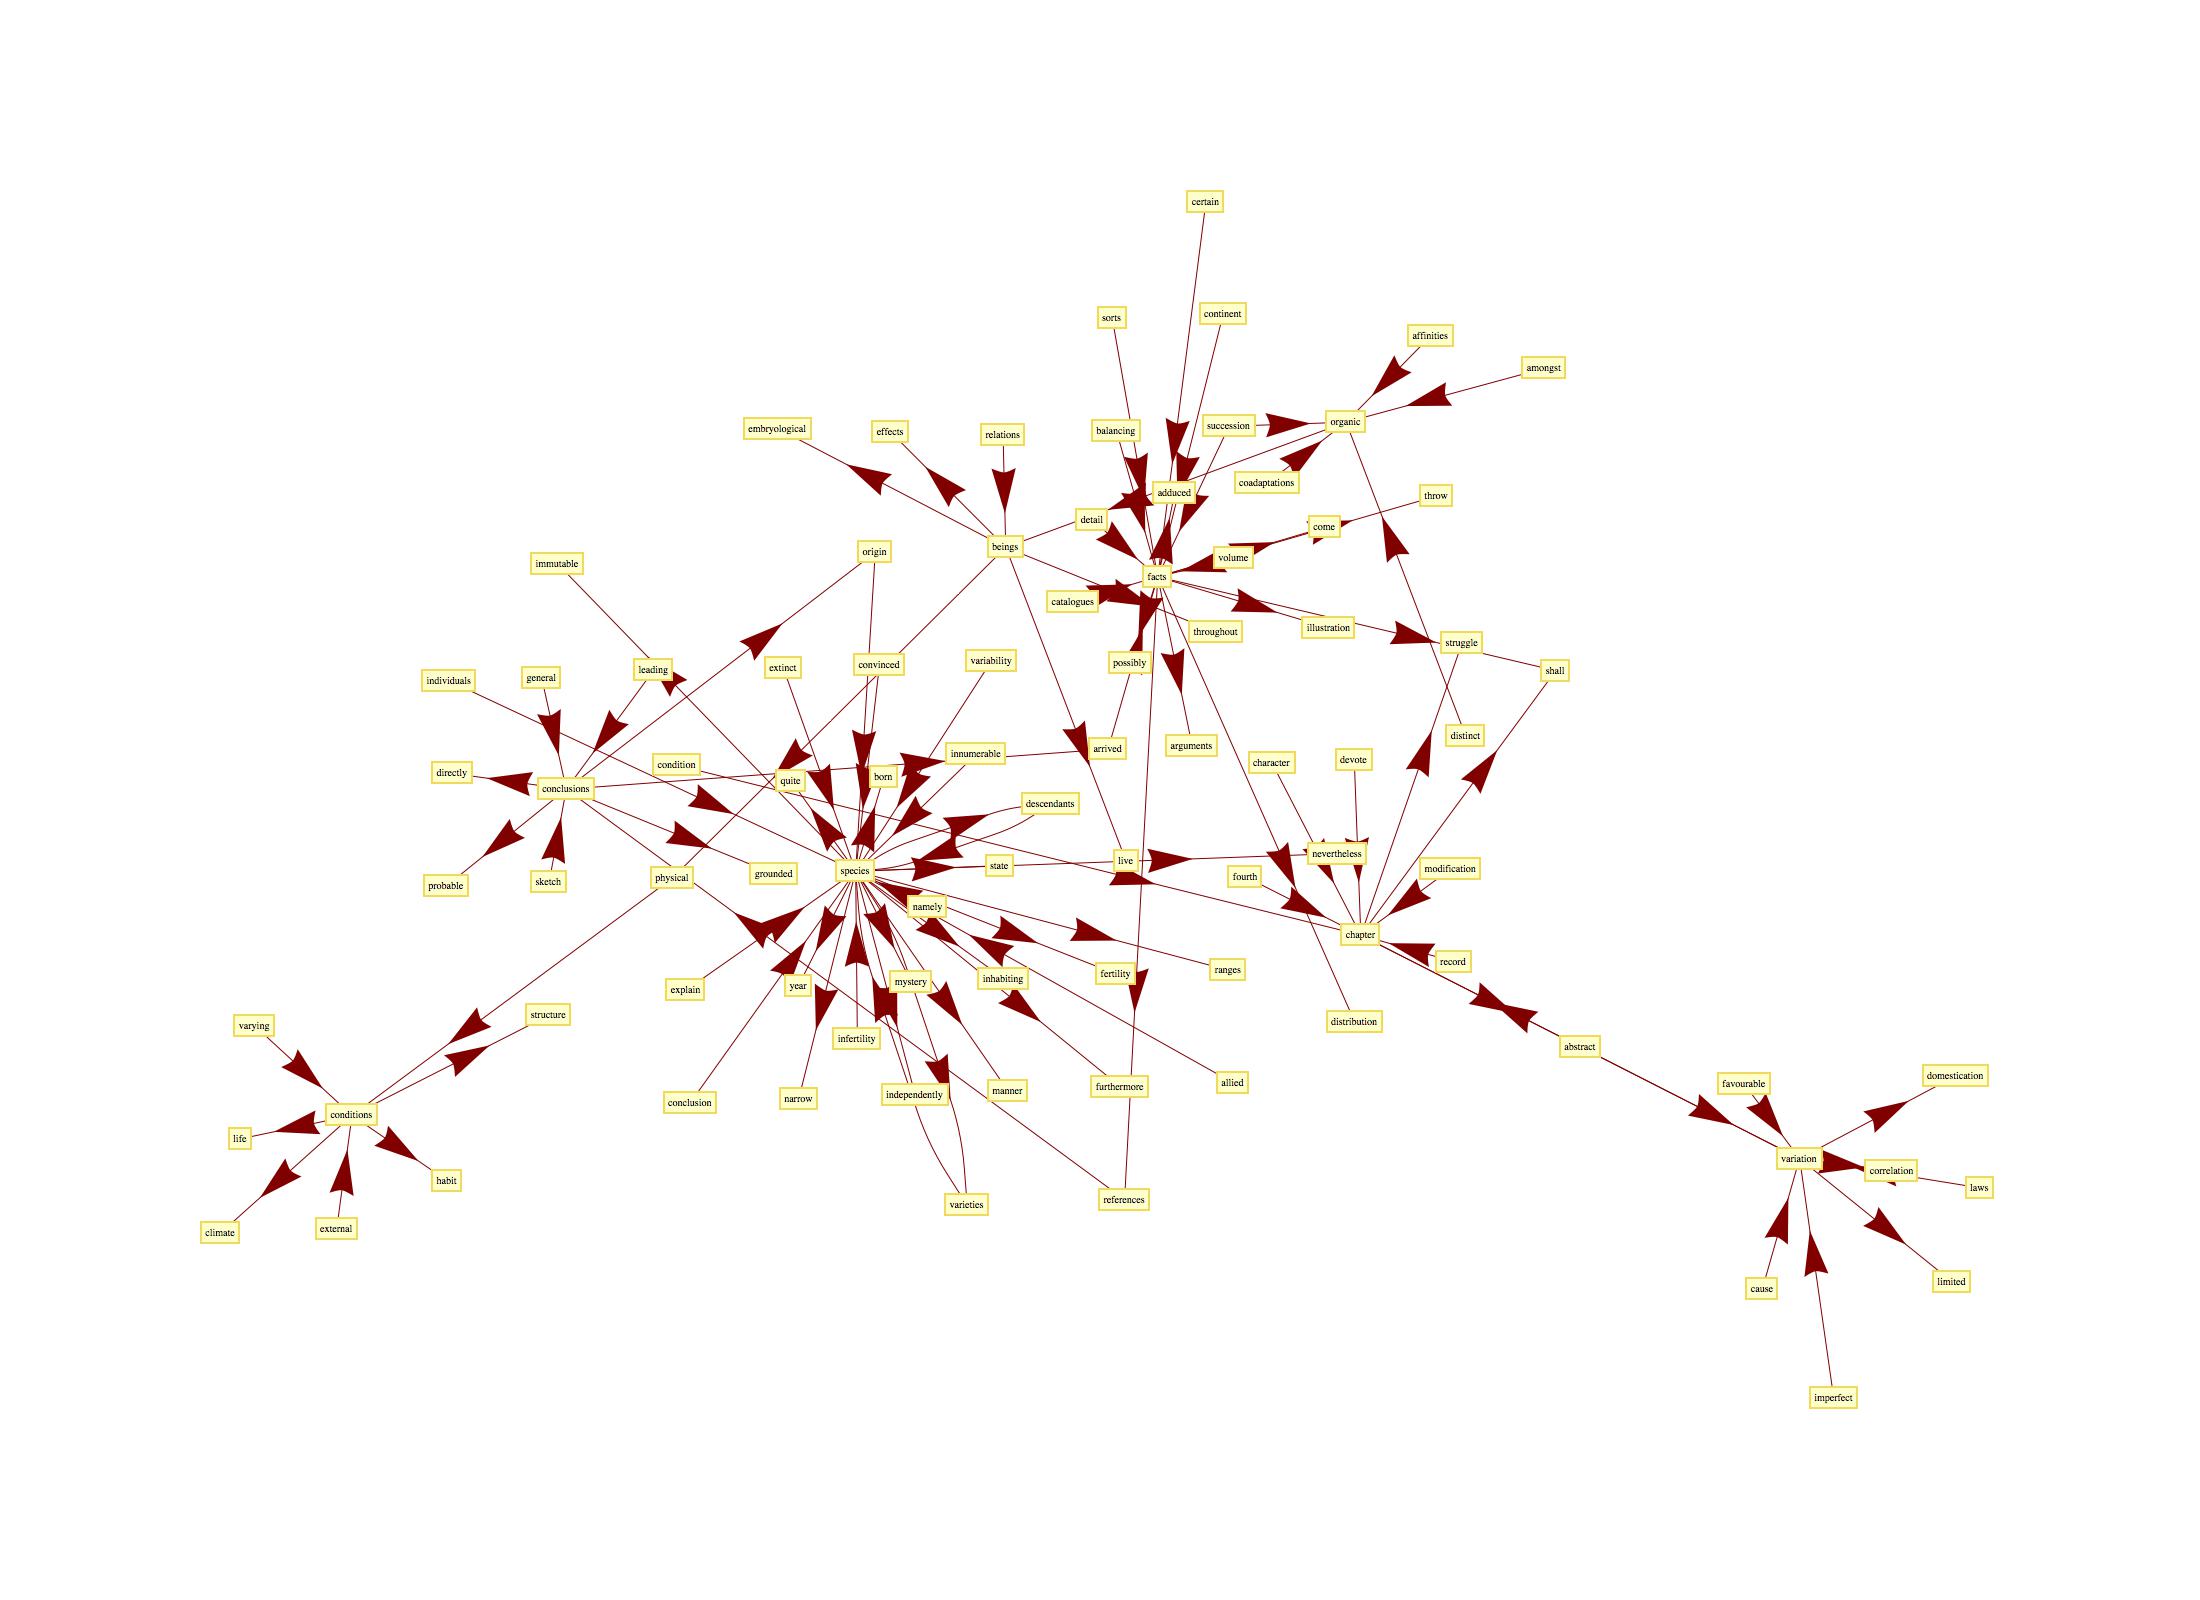 certain
sorts
continent
affinities
amongst
organic
succession
embryological
effects
relations
balancing
coadaptations
adduced
throw
detail
come
beings
origin
volume
immutable
facts
catalogues
throughout
illustration
struggle
convinced
variability
possibly
extinct
leading
shall
general
individuals
distinct
arrived
arguments
innumerable
devote
character
condition
directly
quite
born
conclusions
descendants
nevertheless
live
state
modification
species
grounded
physical
fourth
sketch
probable
namely
chapter
record
ranges
fertility
inhabiting
mystery
year
explain
structure
distribution
varying
infertility
abstract
domestication
favourable
furthermore
allied
manner
independently
narrow
conclusion
conditions
life
variation
correlation
habit
laws
references
varieties
external
climate
limited
cause
imperfect